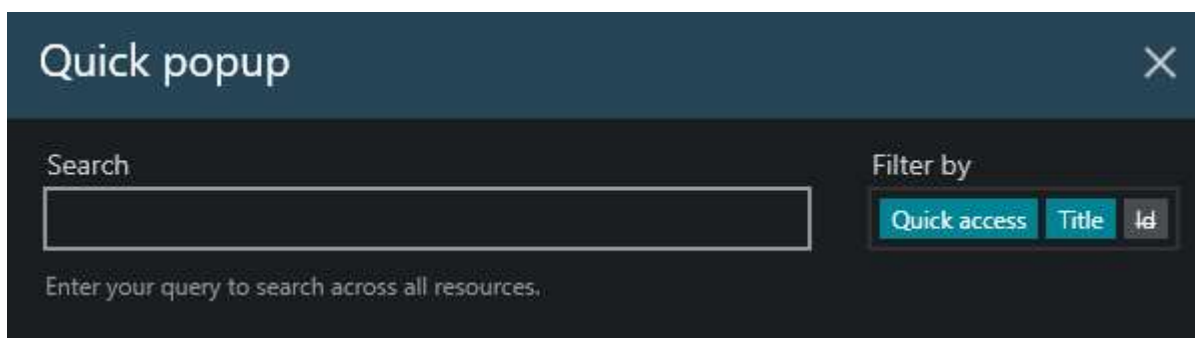 Quick popup
Search
Filter by
Quick access Title Id
Enter your query to search across all resources.